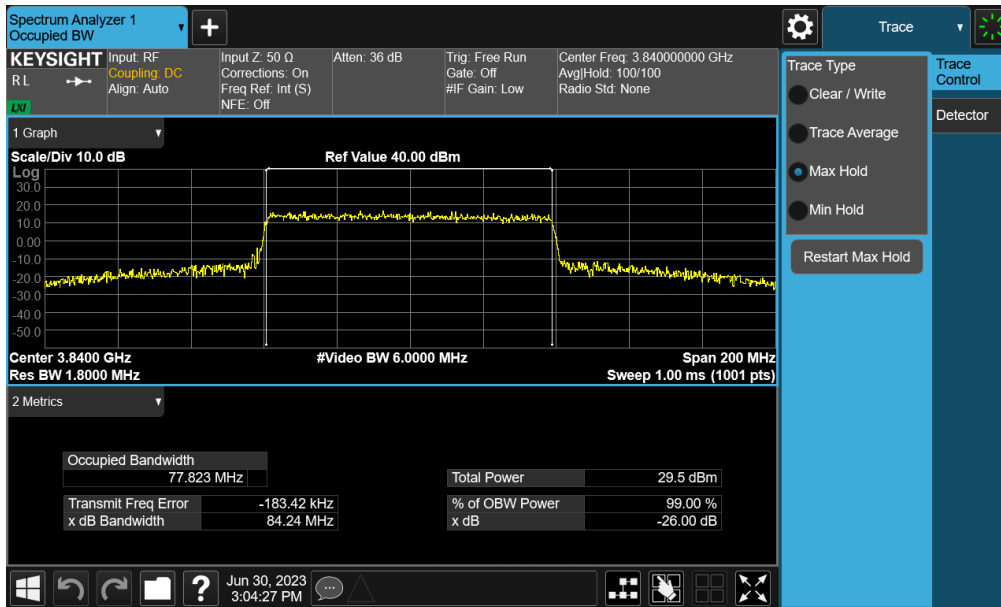 Spectrum Analyzer 1
Occupied BW
+
Trace
KEYSIGHT
R L
LXI
Input: RF
Coupling: DC
Align: Auto
Input Z: 50 Ω
Corrections: On
Freq Ref: Int (S)
NFE: Off
Atten: 36 dB
Trig: Free Run
Gate: Off
#IF Gain: Low
Center Freq: 3.840000000 GHz
Avg|Hold: 100/100
Radio Std: None
Trace Type
Clear / Write
Trace Average
Max Hold
Min Hold
Restart Max Hold
Trace
Control
Detector
1 Graph
Scale/Div 10.0 dB
Ref Value 40.00 dBm
Log
30.0
20.0
10.0
0.00
-10.0
-20.0
-30.0
-40.0
-50.0
Center 3.8400 GHz
#Video BW 6.0000 MHz
Span 200 MHz
Res BW 1.8000 MHz
Sweep 1.00 ms (1001 pts)
2 Metrics
Occupied Bandwidth
77.823 MHz
Total Power 29.5 dBm
Transmit Freq Error -183.42 kHz
% of OBW Power 99.00 %
x dB Bandwidth 84.24 MHz
x dB -26.00 dB
?
Jun 30, 2023
3:04:27 PM